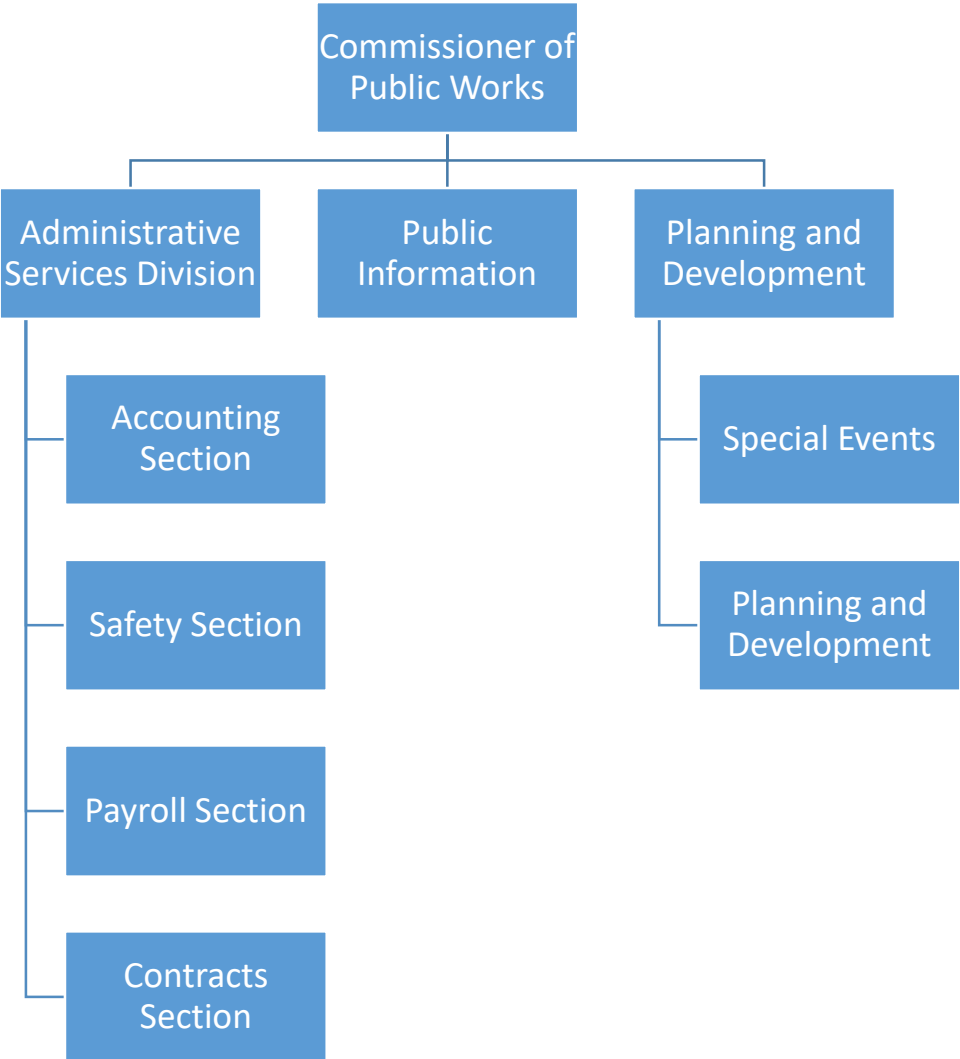 Commissioner of
Public Works
Administrative
Services Division
Public
Information
Planning and
Development
Accounting
Section
Special Events
Safety Section
Planning and
Development
Payroll Section
Contracts
Section